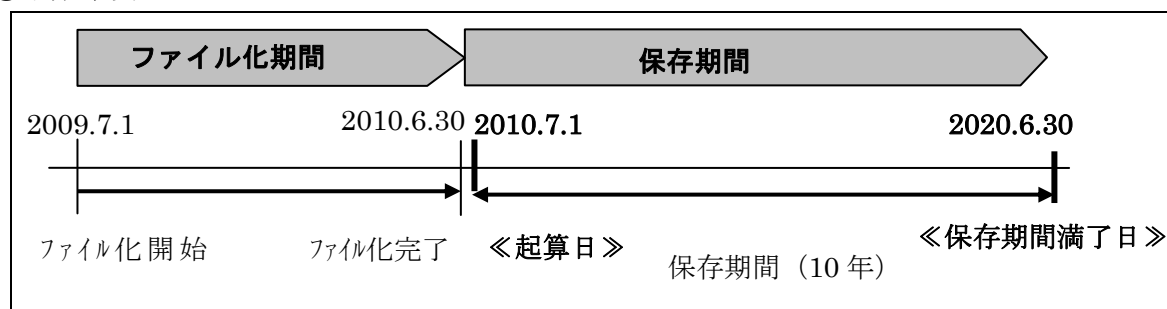 ファイル化期間 保存期間
2009.7.1 2010.6.30 2010.7.1 2020.6.30
ファイル化開始 ファイル化完了 ≪起算日≫ ≪保存期間満了日≫
保存期間（10 年）